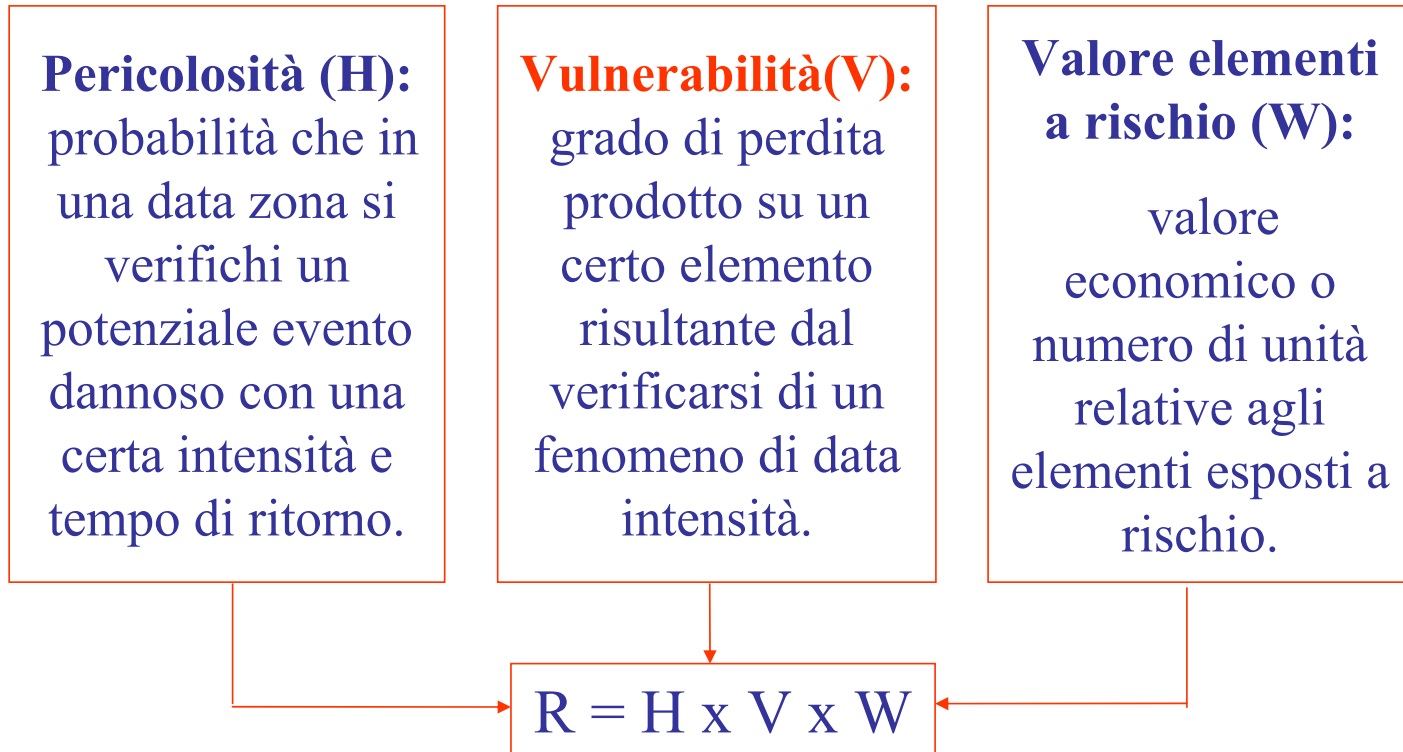 Pericolosità (H):
probabilità che in
una data zona si
verifichi un
potenziale evento
dannoso con una
certa intensità e
tempo di ritorno.
Vulnerabilità(V):
grado di perdita
prodotto su un
certo elemento
risultante dal
verificarsi di un
fenomeno di data
intensità.
Valore elementi
a rischio (W):
valore
economico o
numero di unità
relative agli
elementi esposti a
rischio.
R = H x V x W